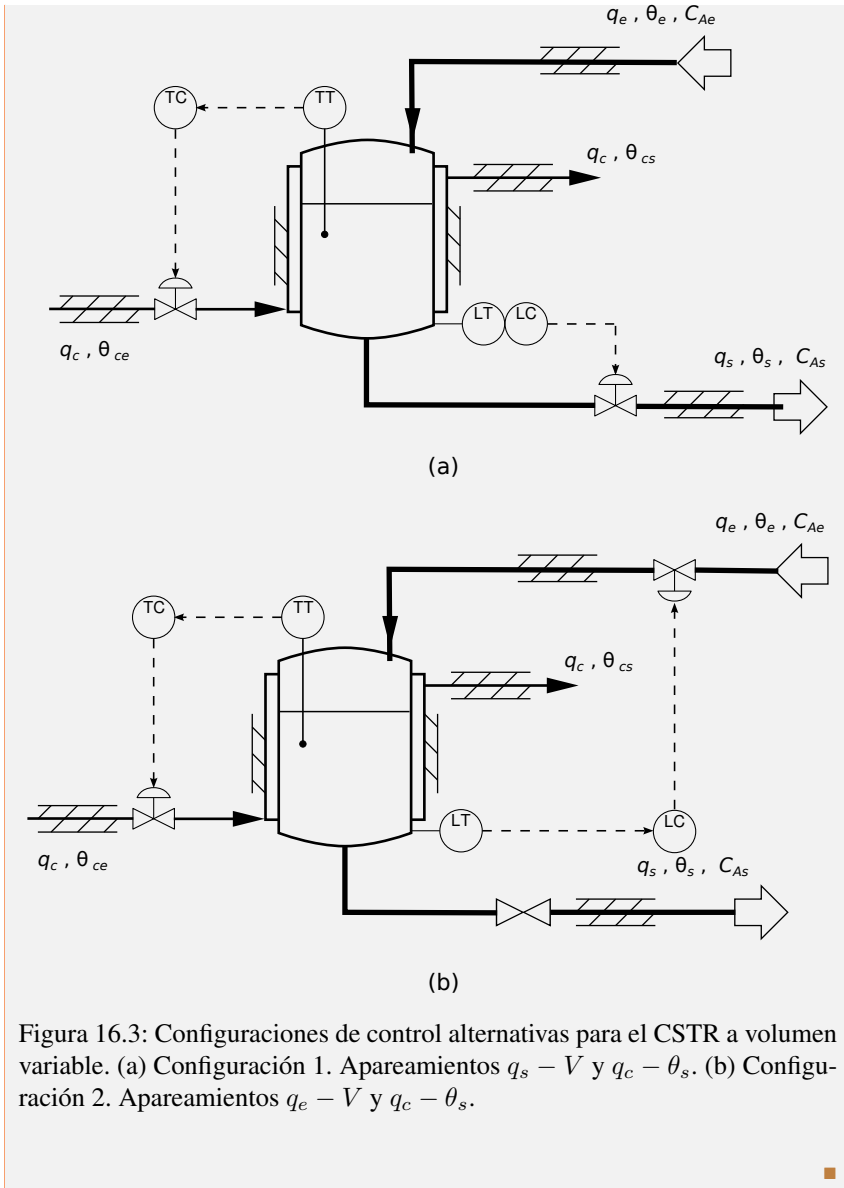 q_e , θ_e , C_Ae
TC
TT
q_c , θ_cs
LT
LC
q_c , θ_ce
q_s , θ_s , C_As
(a)
q_e , θ_e , C_Ae
TC
TT
q_c , θ_cs
LT
LC
q_c , θ_ce
q_s , θ_s , C_As
(b)
Figura 16.3: Configuraciones de control alternativas para el CSTR a volumen
variable. (a) Configuración 1. Apareamientos q_s − V y q_c − θ_s. (b) Configu-
ración 2. Apareamientos q_e − V y q_c − θ_s.